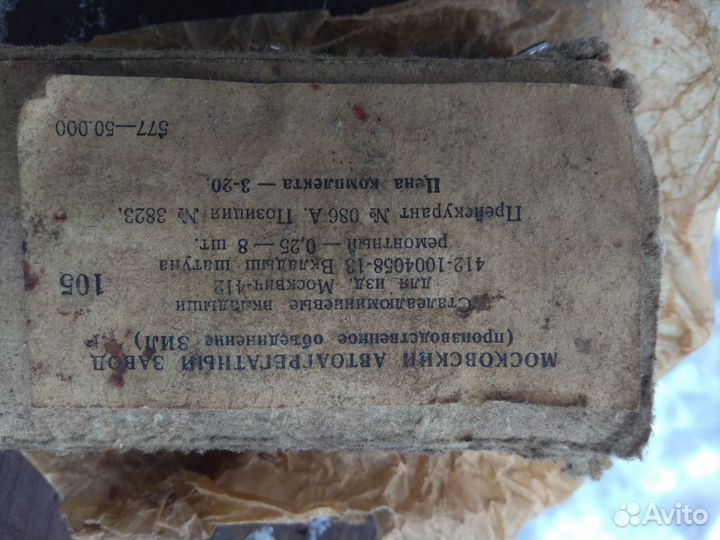 МОСКОВСКИЙ АВТОАГРЕГАТНЫЙ ЗАВОД
(производственное объединение ЗИЛ)
Сталеалюминиевые вкладыши
для изд. Москвич-412
105
412-1004058-13 Вкладыш шатуна
ремонтный — 0,25 — 8 шт.
Прейскурант № 086 А. Позиция № 3823.
Цена комплекта — 3-20.
577—50.000
Avito